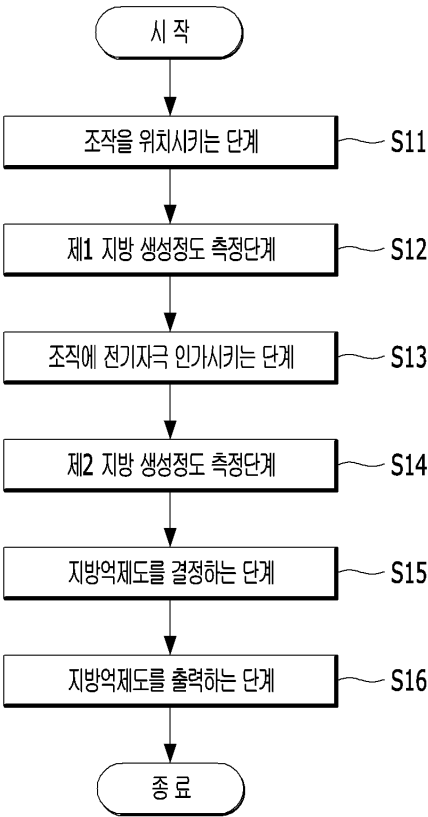 시 작
조작을 위치시키는 단계
S11
제1 지방 생성정도 측정단계
S12
조직에 전기자극 인가시키는 단계
S13
제2 지방 생성정도 측정단계
S14
지방억제도를 결정하는 단계
S15
지방억제도를 출력하는 단계
S16
종 료